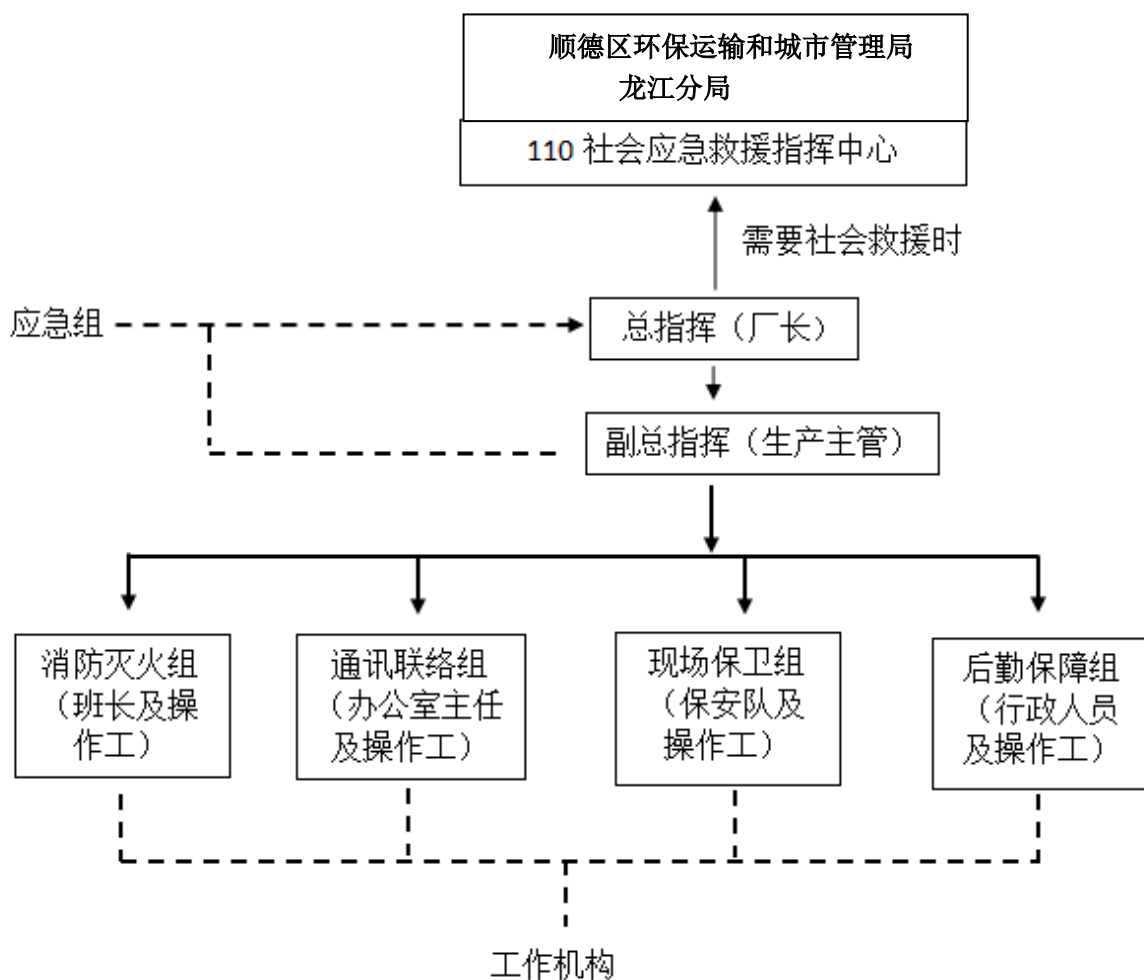 顺德区环保运输和城市管理局
龙江分局
110 社会应急救援指挥中心
需要社会救援时
应急组
总指挥（厂长）
副总指挥（生产主管）
消防灭火组
（班长及操
作工）
通讯联络组
（办公室主任
及操作工）
现场保卫组
（保安队及
操作工）
后勤保障组
（行政人员
及操作工）
工作机构